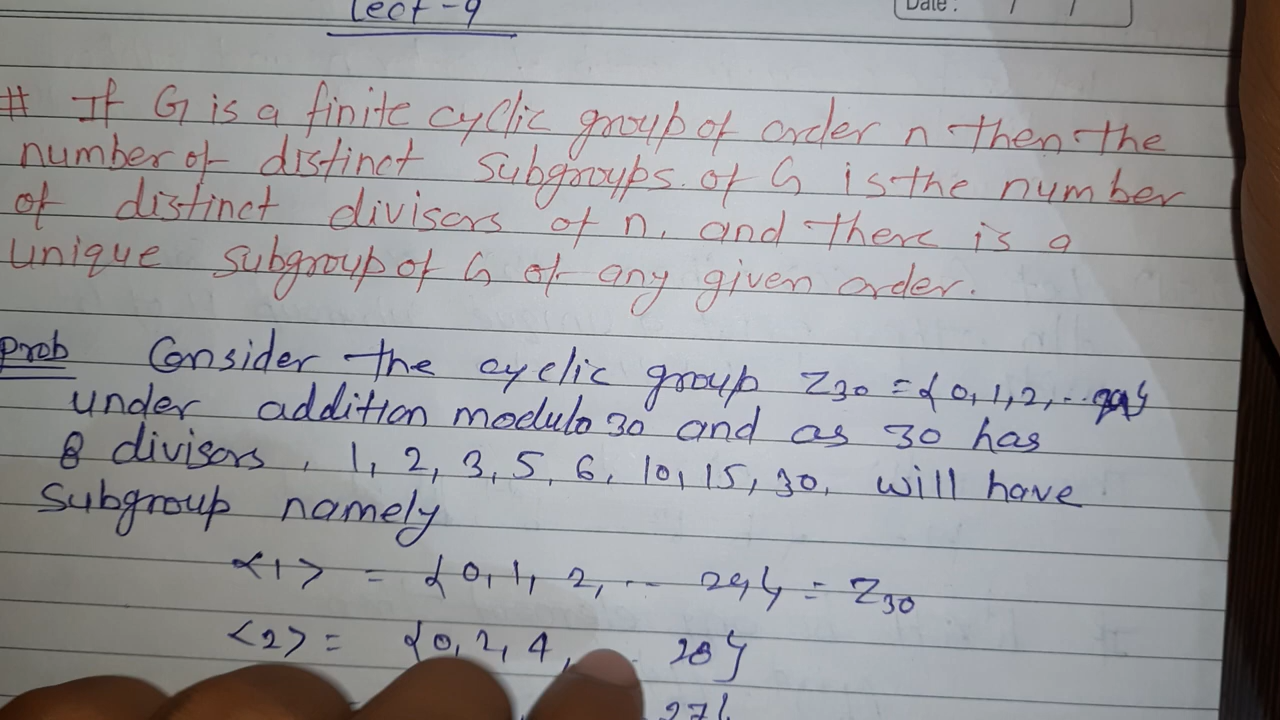 Lect-9
Date : / /
# If G is a finite cyclic group of order n then the
number of distinct subgroups of G is the number
of distinct divisors of n, and there is a
unique subgroup of G of any given order.
Prob Consider the cyclic group Z30 = {0,1,2,..29}
under addition modulo 30 and as 30 has
8 divisors, 1, 2, 3, 5, 6, 10, 15, 30, will have
subgroup namely
<1> = {0, 1, 2, .. 29} = Z30
<2> = {0, 2, 4, . 28}
27}